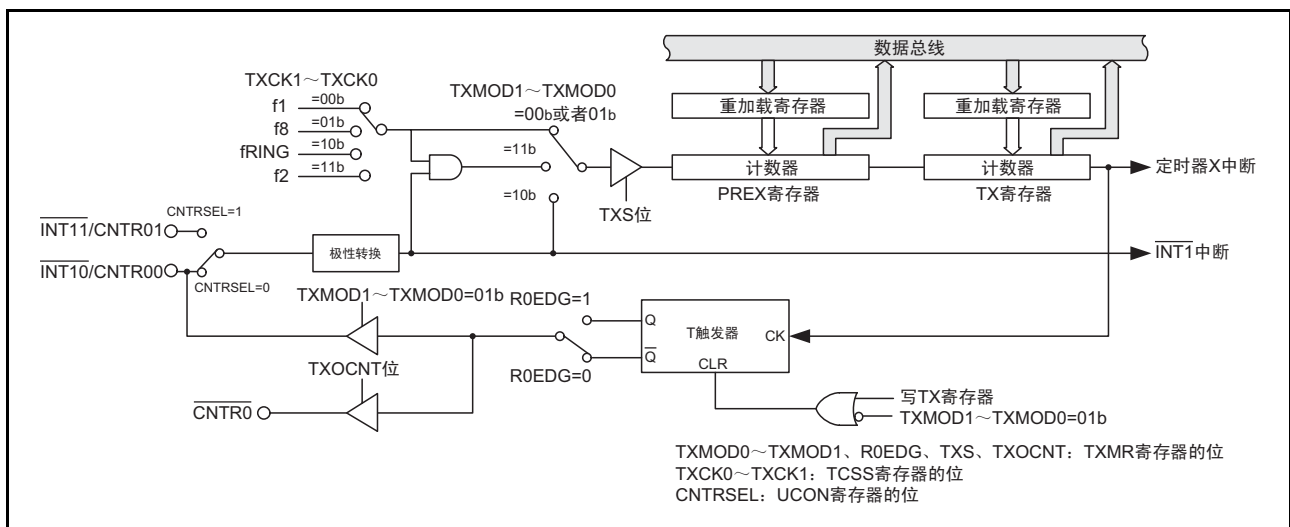 数据总线
TXCK1～TXCK0
f1 =00b
f8 =01b
fRING =10b
f2 =11b
TXMOD1～TXMOD0
=00b或者01b
=11b
=10b
TXS位
重加载寄存器
重加载寄存器
计数器
计数器
PREX寄存器
TX寄存器
定时器X中断
CNTRSEL=1
INT11/CNTR01
INT10/CNTR00
CNTRSEL=0
极性转换
INT1中断
TXMOD1～TXMOD0=01b
R0EDG=1
R0EDG=0
Q
Q
T触发器
CK
CLR
TXOCNT位
CNTR0
写TX寄存器
TXMOD1～TXMOD0=01b
TXMOD0～TXMOD1、R0EDG、TXS、TXOCNT：TXMR寄存器的位
TXCK0～TXCK1：TCSS寄存器的位
CNTRSEL：UCON寄存器的位